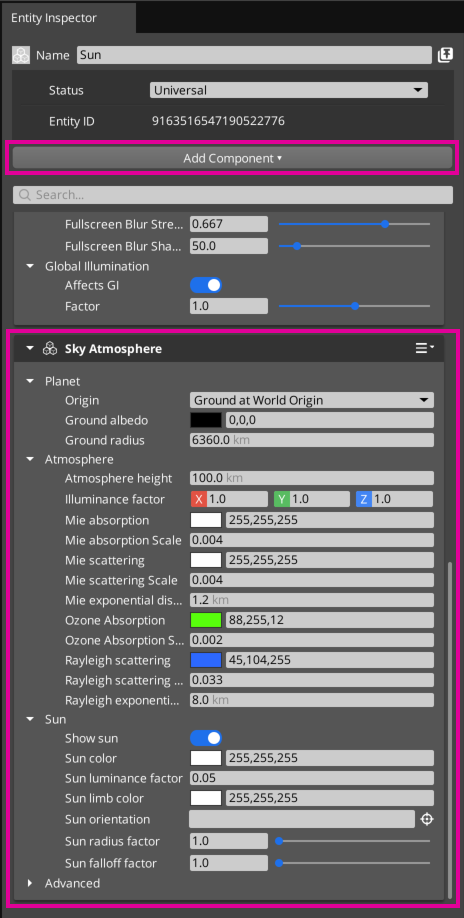 Entity Inspector
Name Sun
Status Universal
Entity ID 9163516547190522776
Add Component
Search...
Fullscreen Blur Stre... 0.667
Fullscreen Blur Sha... 50.0
Global Illumination
Affects GI
Factor 1.0
Sky Atmosphere
Planet
Origin Ground at World Origin
Ground albedo 0,0,0
Ground radius 6360.0 km
Atmosphere
Atmosphere height 100.0 km
Illuminance factor X 1.0 Y 1.0 Z 1.0
Mie absorption 255,255,255
Mie absorption Scale 0.004
Mie scattering 255,255,255
Mie scattering Scale 0.004
Mie exponential dis... 1.2 km
Ozone Absorption 88,255,12
Ozone Absorption S... 0.002
Rayleigh scattering 45,104,255
Rayleigh scattering ... 0.033
Rayleigh exponenti... 8.0 km
Sun
Show sun
Sun color 255,255,255
Sun luminance factor 0.05
Sun limb color 255,255,255
Sun orientation
Sun radius factor 1.0
Sun falloff factor 1.0
Advanced